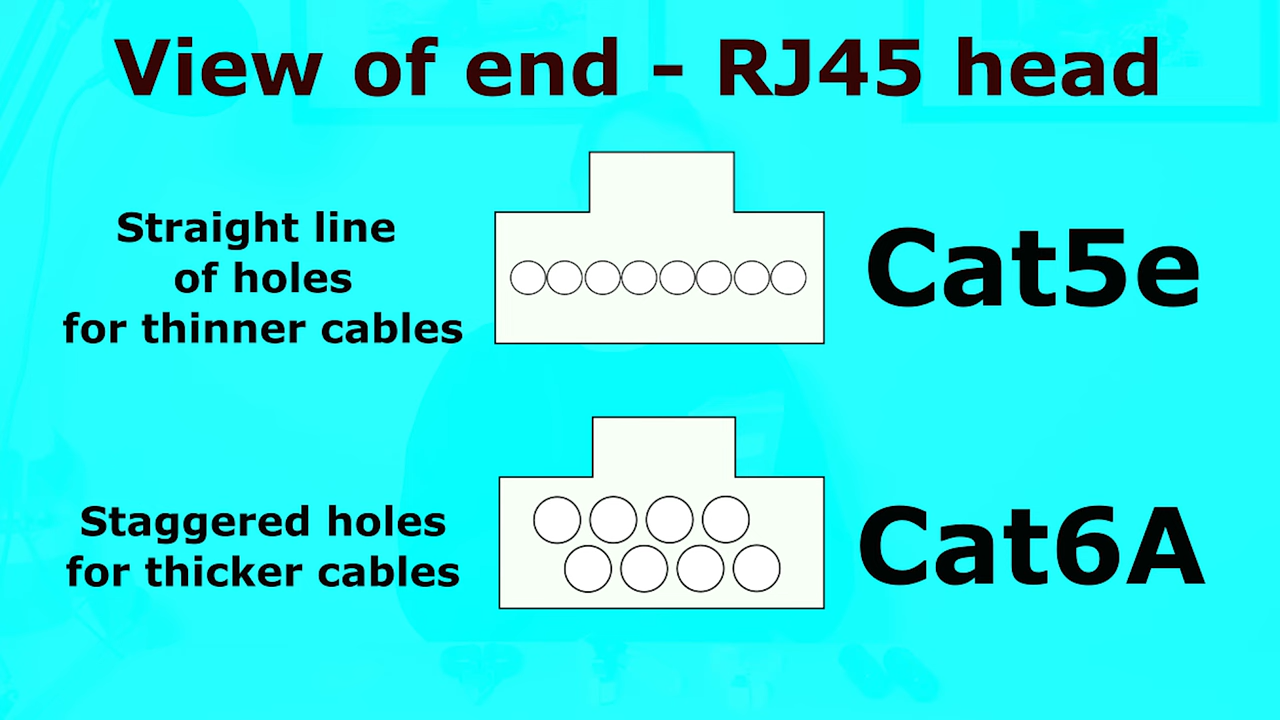 View of end - RJ45 head
Straight line
of holes
for thinner cables
Cat5e
Staggered holes
for thicker cables
Cat6A